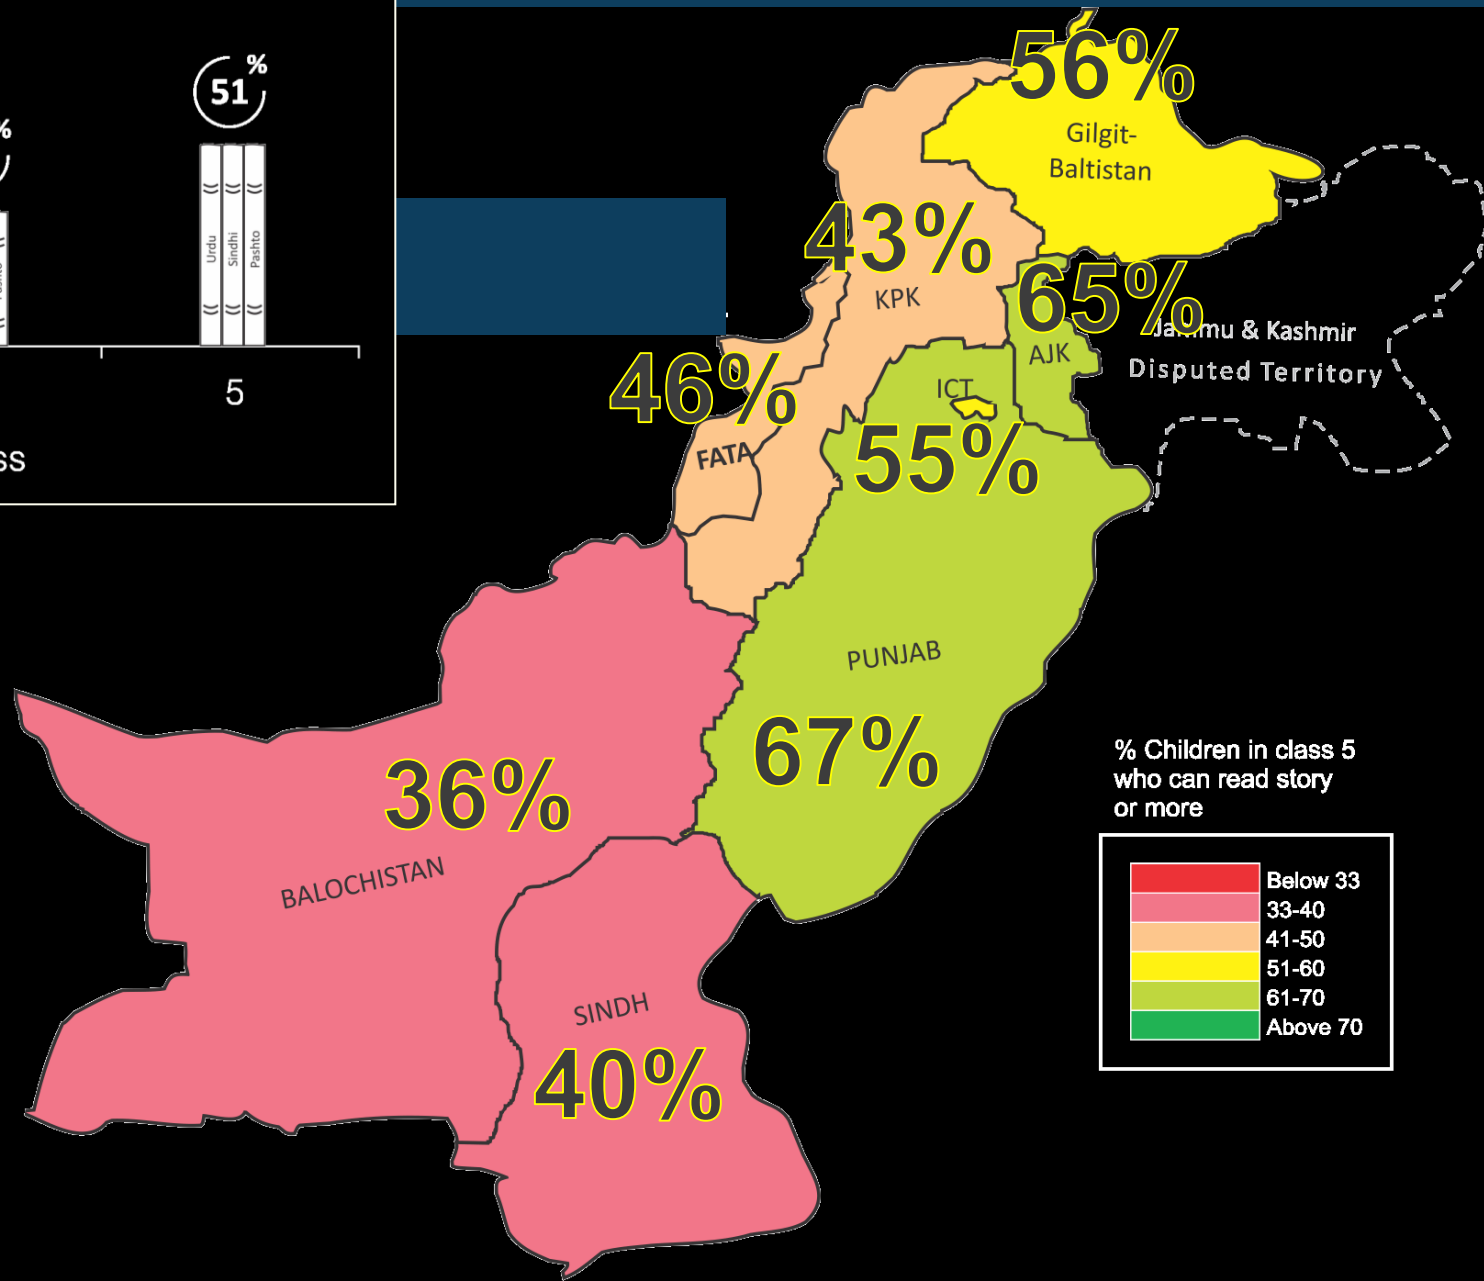 %
51
%
Urdu
Sindhi
Pashto
5
ss
56%
Gilgit-
Baltistan
43%
KPK
65%
Jammu & Kashmir
AJK
Disputed Territory
46%
ICT
FATA
55%
PUNJAB
67%
36%
BALOCHISTAN
SINDH
40%
% Children in class 5
who can read story
or more
Below 33
33-40
41-50
51-60
61-70
Above 70